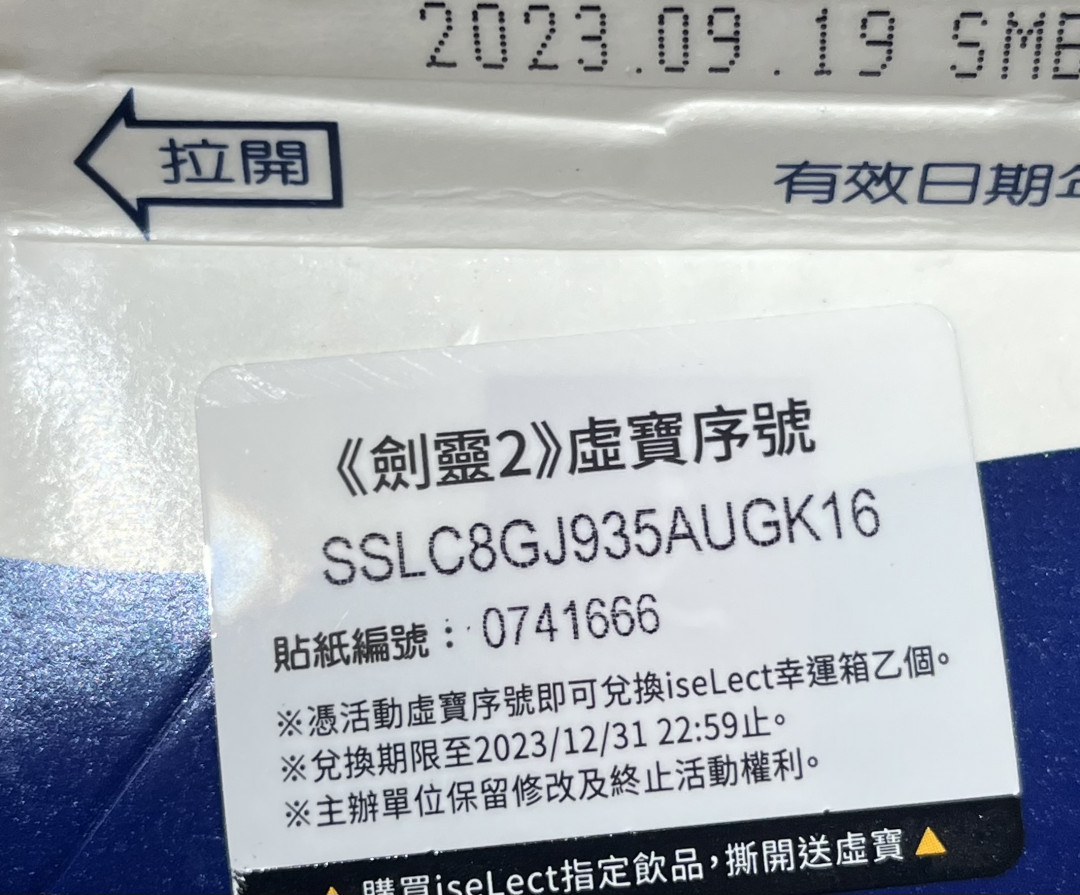 2023.09.19 SMB
拉開
有效日期年
《劍靈2》虛寶序號
SSLC8GJ935AUGK16
貼紙編號：0741666
※憑活動虛寶序號即可兌換iseLect幸運箱乙個。
※兌換期限至2023/12/31 22:59止。
※主辦單位保留修改及終止活動權利。
購買iseLect指定飲品，撕開送虛寶